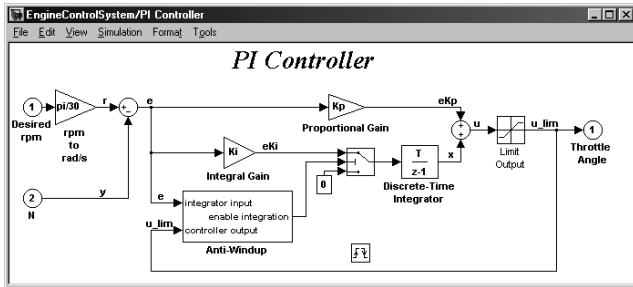 EngineControlSystem/PI Controller
File Edit View Simulation Format Tools
PI Controller
1
Desired
rpm
pi/30
rpm
to
rad/s
r
+
-
e
Kp
Proportional Gain
eKp
+
+
u
Limit
Output
u_lim
1
Throttle
Angle
Ki
Integral Gain
eKi
0
T
z-1
Discrete-Time
Integrator
x
2
N
y
e
u_lim
integrator input
enable integration
controller output
Anti-Windup